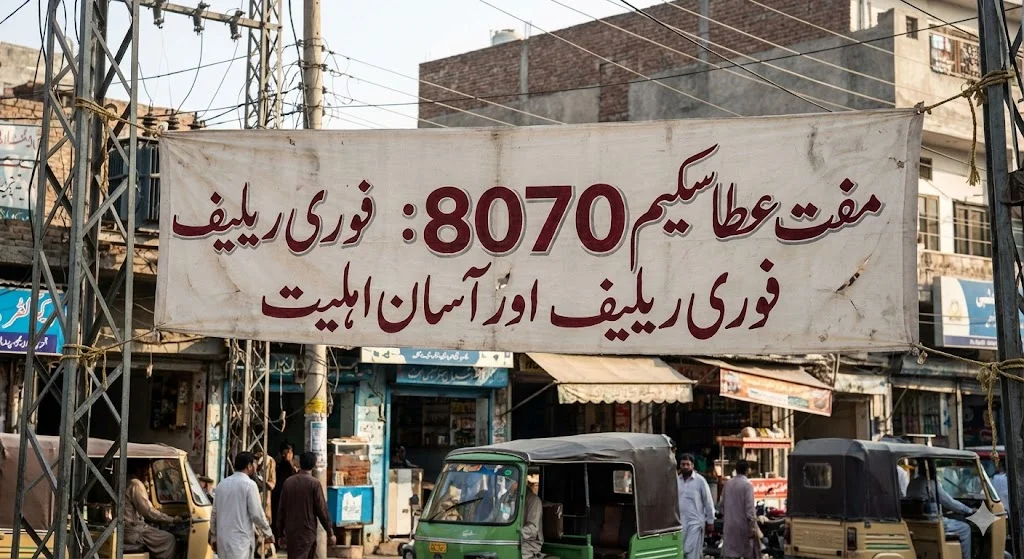 مفت عطا سکیم 8070: فوری ریلیف
فوری ریلیف اور آسان اہلیت